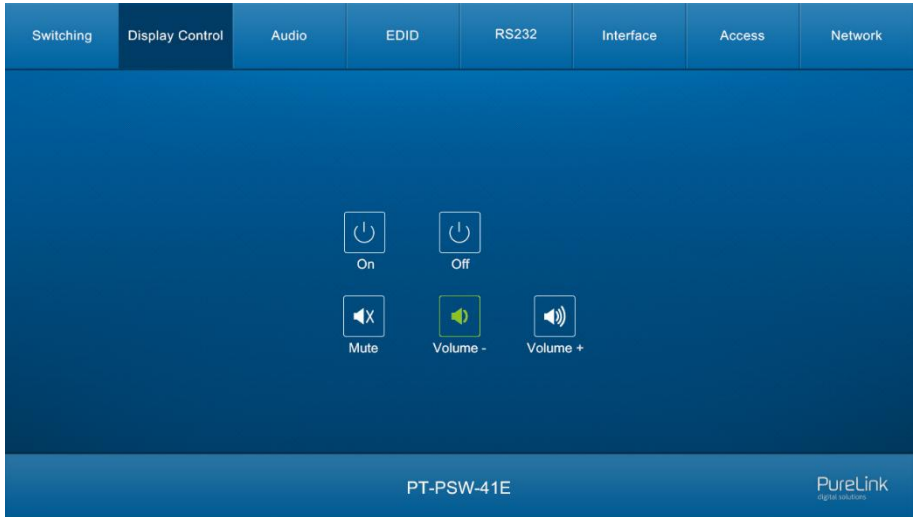 Switching Display Control Audio EDID RS232 Interface Access Network
On Off
Mute Volume - Volume +
PT-PSW-41E
PureLink
digital solutions